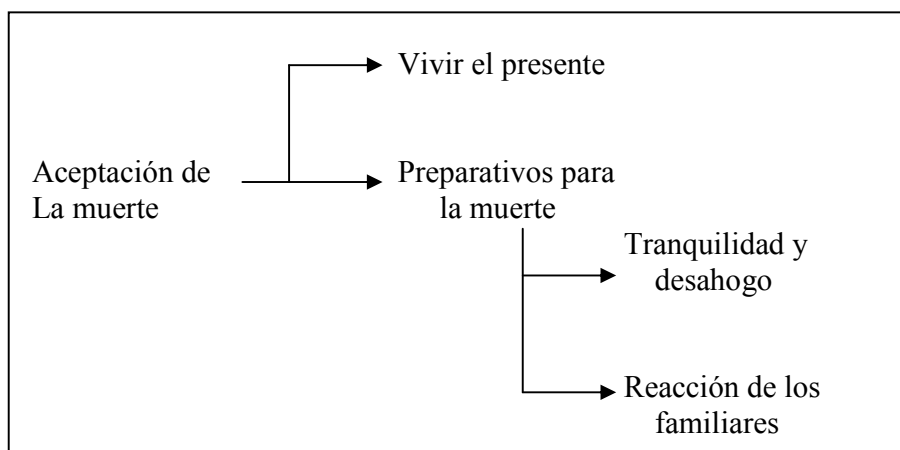 Vivir el presente
Aceptación de
La muerte
Preparativos para
la muerte
Tranquilidad y
desahogo
Reacción de los
familiares